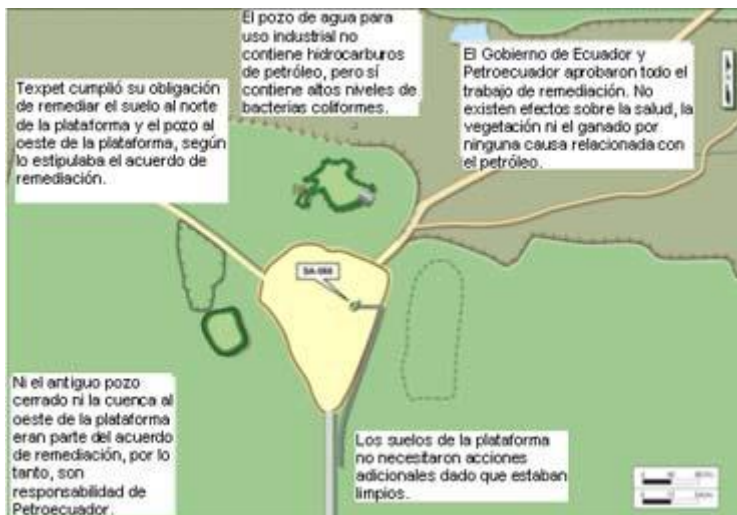 El pozo de agua para
uso industrial no
contiene hidrocarburos
de petróleo, pero sí
contiene altos niveles de
bacterias coliformes.
El Gobierno de Ecuador y
Petroecuador aprobaron todo el
trabajo de remediación. No
existen efectos sobre la salud, la
vegetación ni el ganado por
ninguna causa relacionada con
el petróleo.
Texpet cumplió su obligación
de remediar el suelo al norte
de la plataforma y el pozo al
oeste de la plataforma, según
lo estipulaba el acuerdo de
remediación.
Ni el antiguo pozo
cerrado ni la cuenca al
oeste de la plataforma
eran parte del acuerdo
de remediación, por lo
tanto, son
responsabilidad de
Petroecuador.
Los suelos de la plataforma
no necesitaron acciones
adicionales dado que estaban
limpios.